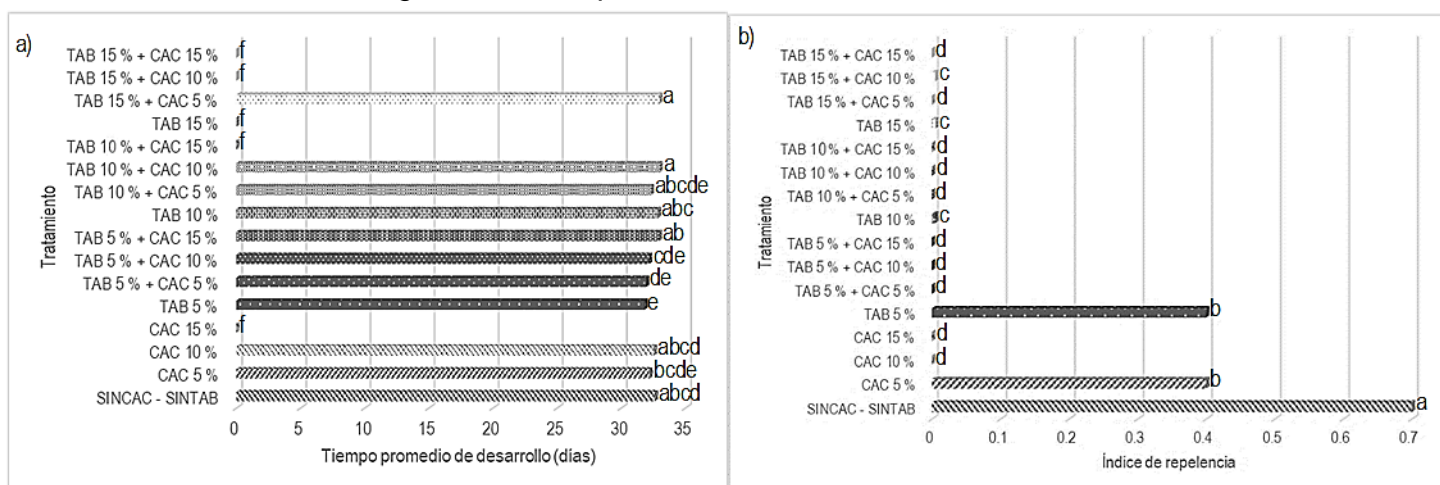 a)
Tratamiento
TAB 15 % + CAC 15 % f
TAB 15 % + CAC 10 % f
TAB 15 % + CAC 5 % a
TAB 15 % f
TAB 10 % + CAC 15 % f
TAB 10 % + CAC 10 % a
TAB 10 % + CAC 5 % abcde
TAB 10 % abc
TAB 5 % + CAC 15 % ab
TAB 5 % + CAC 10 % cde
TAB 5 % + CAC 5 % de
TAB 5 % e
CAC 15 % f
CAC 10 % abcd
CAC 5 % bcde
SINCAC - SINTAB abcd
0 5 10 15 20 25 30 35
Tiempo promedio de desarrollo (días)
b)
Tratamiento
TAB 15 % + CAC 15 % d
TAB 15 % + CAC 10 % c
TAB 15 % + CAC 5 % d
TAB 15 % c
TAB 10 % + CAC 15 % d
TAB 10 % + CAC 10 % d
TAB 10 % + CAC 5 % d
TAB 10 % c
TAB 5 % + CAC 15 % d
TAB 5 % + CAC 10 % d
TAB 5 % + CAC 5 % d
TAB 5 % b
CAC 15 % d
CAC 10 % d
CAC 5 % b
SINCAC - SINTAB a
0 0.1 0.2 0.3 0.4 0.5 0.6 0.7
Índice de repelencia